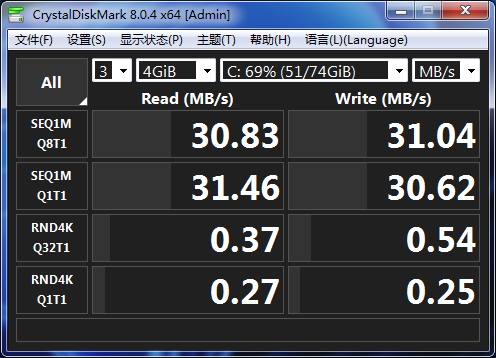 CrystalDiskMark 8.0.4 x64 [Admin]
文件(F) 设置(S) 显示状态(P) 主题(T) 帮助(H) 语言(L)(Language)
All 3 4GiB C: 69% (51/74GiB) MB/s
Read (MB/s) Write (MB/s)
SEQ1M
Q8T1 30.83 31.04
SEQ1M
Q1T1 31.46 30.62
RND4K
Q32T1 0.37 0.54
RND4K
Q1T1 0.27 0.25